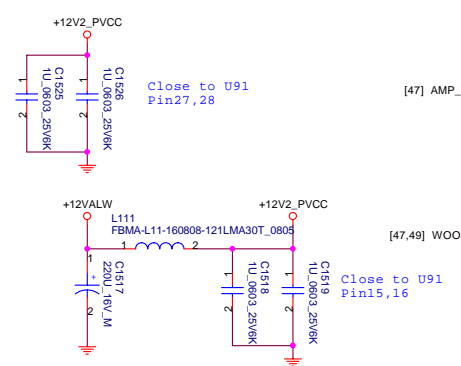 +12V2_PVCC
1
2
C1525
1U_0603_25V6K
1
2
C1526
1U_0603_25V6K
Close to U91
Pin27,28
[47] AMP_
+12VALW
L111
FBMA-L11-160808-121LMA30T_0805
1
2
+12V2_PVCC
[47,49] WOO
1
+
2
C1517
220U_16V_M
1
2
C1518
1U_0603_25V6K
1
2
C1519
1U_0603_25V6K
Close to U91
Pin15,16